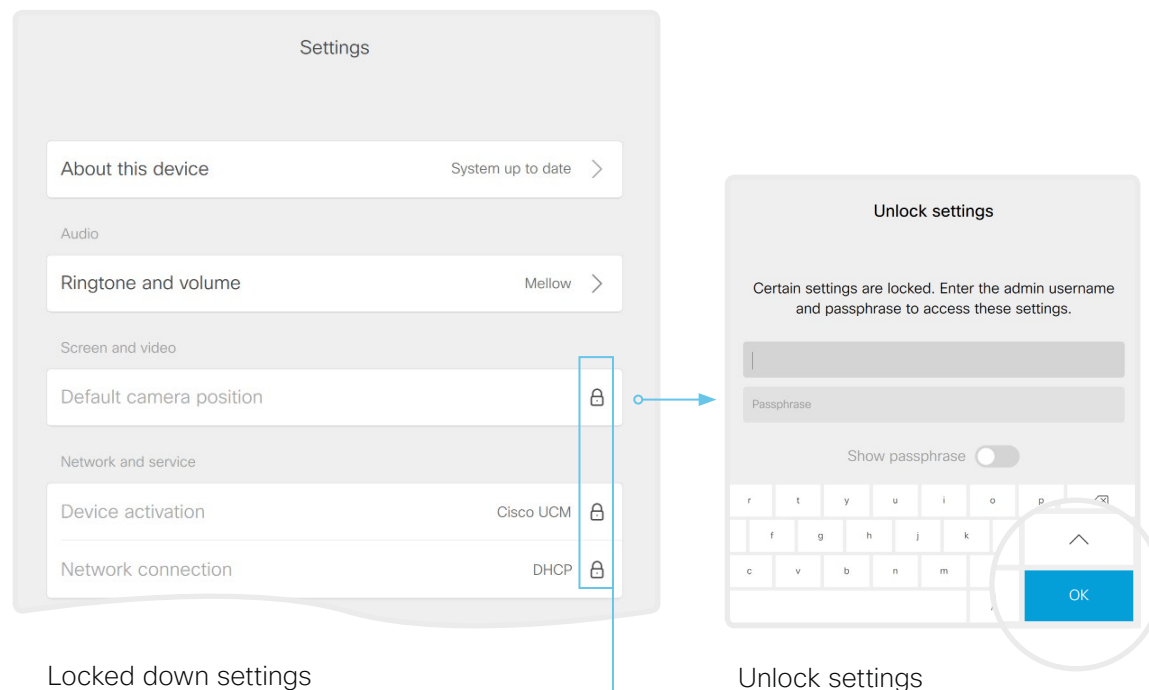 Settings
About this device System up to date
Audio
Ringtone and volume Mellow
Screen and video
Default camera position
Network and service
Device activation Cisco UCM
Network connection DHCP
Locked down settings
Unlock settings
Certain settings are locked. Enter the admin username
and passphrase to access these settings.
Passphrase
Show passphrase
r t y u i o p
f g h j k
c v b n m
OK
Unlock settings